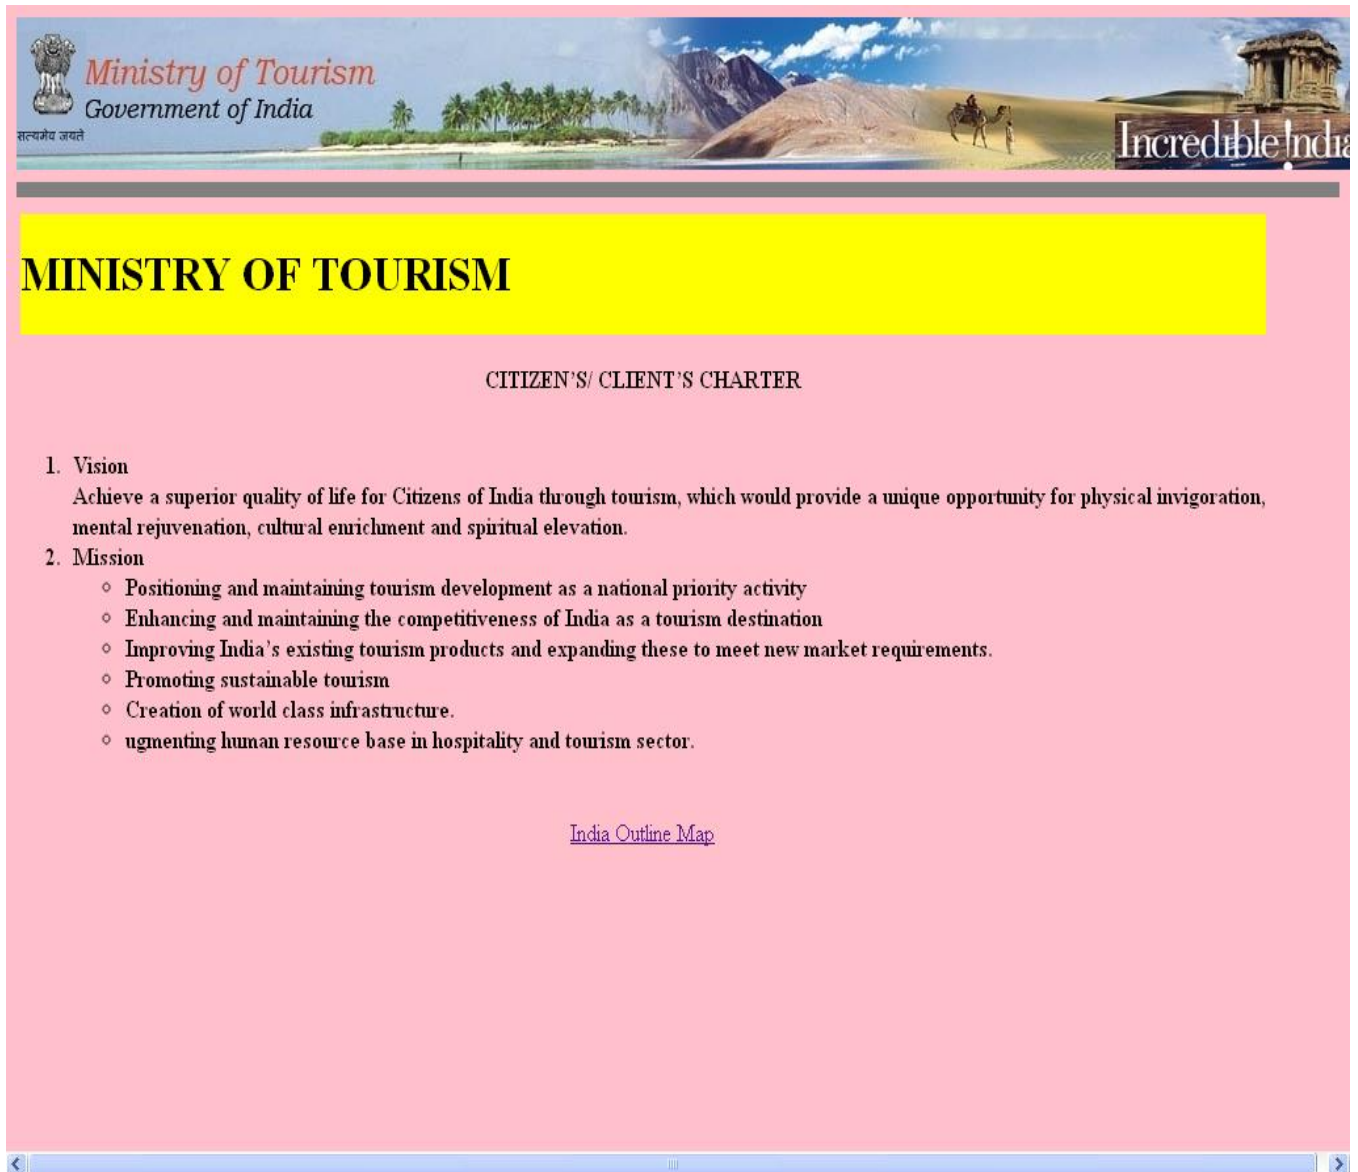 Ministry of Tourism
Government of India
सत्यमेव जयते
Incredible !ndia
MINISTRY OF TOURISM
CITIZEN’S/ CLIENT’S CHARTER
1. Vision
Achieve a superior quality of life for Citizens of India through tourism, which would provide a unique opportunity for physical invigoration,
mental rejuvenation, cultural enrichment and spiritual elevation.
2. Mission
Positioning and maintaining tourism development as a national priority activity
Enhancing and maintaining the competitiveness of India as a tourism destination
Improving India’s existing tourism products and expanding these to meet new market requirements.
Promoting sustainable tourism
Creation of world class infrastructure.
ugmenting human resource base in hospitality and tourism sector.
India Outline Map